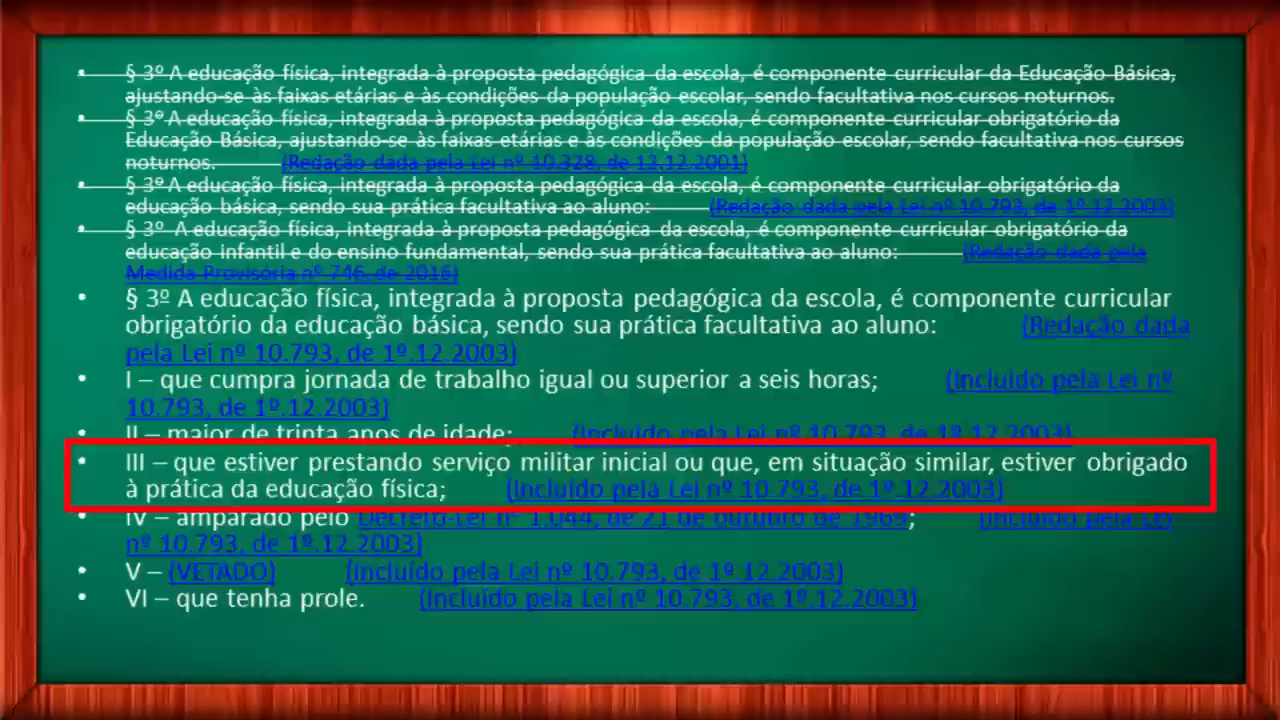 • § 3º A educação física, integrada à proposta pedagógica da escola, é componente curricular da Educação Básica,
ajustando-se às faixas etárias e às condições da população escolar, sendo facultativa nos cursos noturnos.
• § 3º A educação física, integrada à proposta pedagógica da escola, é componente curricular obrigatório da
Educação Básica, ajustando-se às faixas etárias e às condições da população escolar, sendo facultativa nos cursos
noturnos. (Redação dada pela Lei nº 10.328, de 12.12.2001)
• § 3º A educação física, integrada à proposta pedagógica da escola, é componente curricular obrigatório da
educação básica, sendo sua prática facultativa ao aluno: (Redação dada pela Lei nº 10.793, de 1º.12.2003)
• § 3º A educação física, integrada à proposta pedagógica da escola, é componente curricular obrigatório da
educação infantil e do ensino fundamental, sendo sua prática facultativa ao aluno: (Redação dada pela
Medida Provisória nº 746, de 2016)
• § 3º A educação física, integrada à proposta pedagógica da escola, é componente curricular
obrigatório da educação básica, sendo sua prática facultativa ao aluno: (Redação dada
pela Lei nº 10.793, de 1º.12.2003)
• I – que cumpra jornada de trabalho igual ou superior a seis horas; (Incluído pela Lei nº
10.793, de 1º.12.2003)
• II – maior de trinta anos de idade; (Incluído pela Lei nº 10.793, de 1º.12.2003)
• III – que estiver prestando serviço militar inicial ou que, em situação similar, estiver obrigado
à prática da educação física; (Incluído pela Lei nº 10.793, de 1º.12.2003)
• IV – amparado pelo Decreto-Lei nº 1.044, de 21 de outubro de 1969; (Incluído pela Lei
nº 10.793, de 1º.12.2003)
• V – (VETADO) (Incluído pela Lei nº 10.793, de 1º.12.2003)
• VI – que tenha prole. (Incluído pela Lei nº 10.793, de 1º.12.2003)